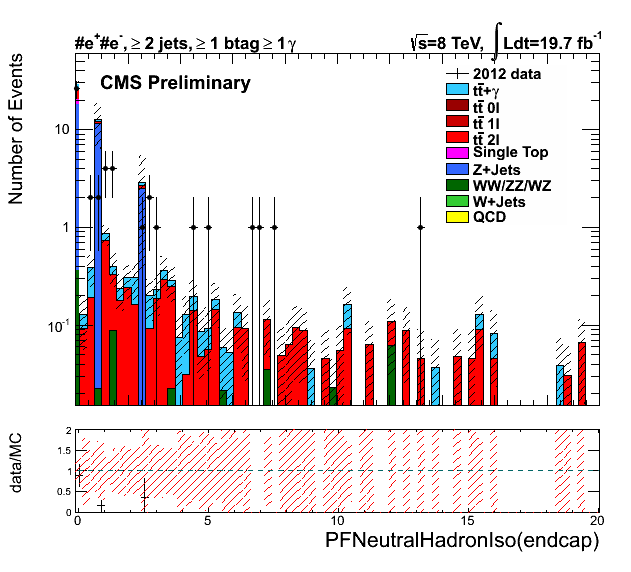 #e+#e-, ≥ 2 jets, ≥ 1 btag ≥ 1γ
√s=8 TeV, ∫Ldt=19.7 fb-1
CMS Preliminary
2012 data
tt̄+γ
tt̄ 0l
tt̄ 1l
tt̄ 2l
Single Top
Z+Jets
WW/ZZ/WZ
W+Jets
QCD
Number of Events
10
1
10-1
data/MC
2
1.5
1
0.5
0
0 5 10 15 20
PFNeutralHadronIso(endcap)